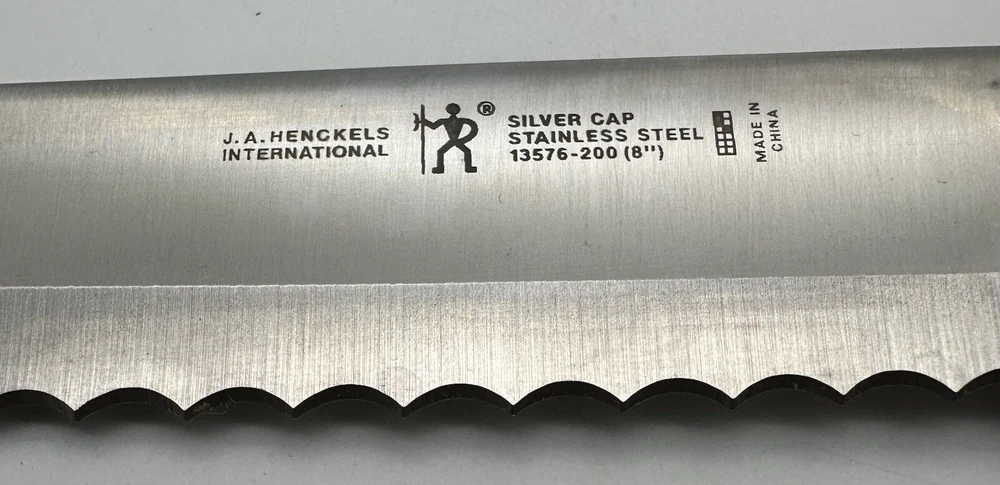 J.A.HENCKELS
INTERNATIONAL
®
SILVER CAP
STAINLESS STEEL
13576-200 (8")
MADE IN
CHINA